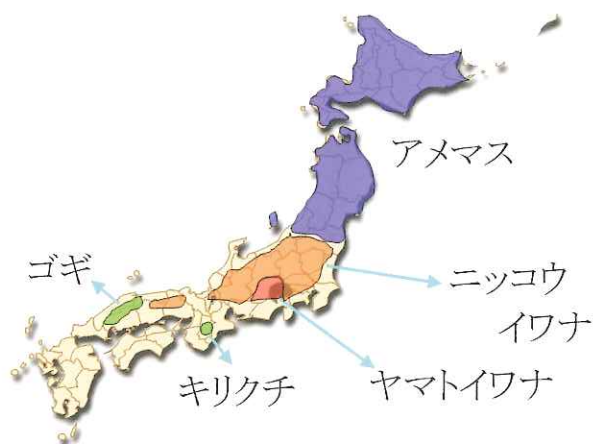 アメマス
ゴギ
ニッコウ
イワナ
キリクチ
ヤマトイワナ